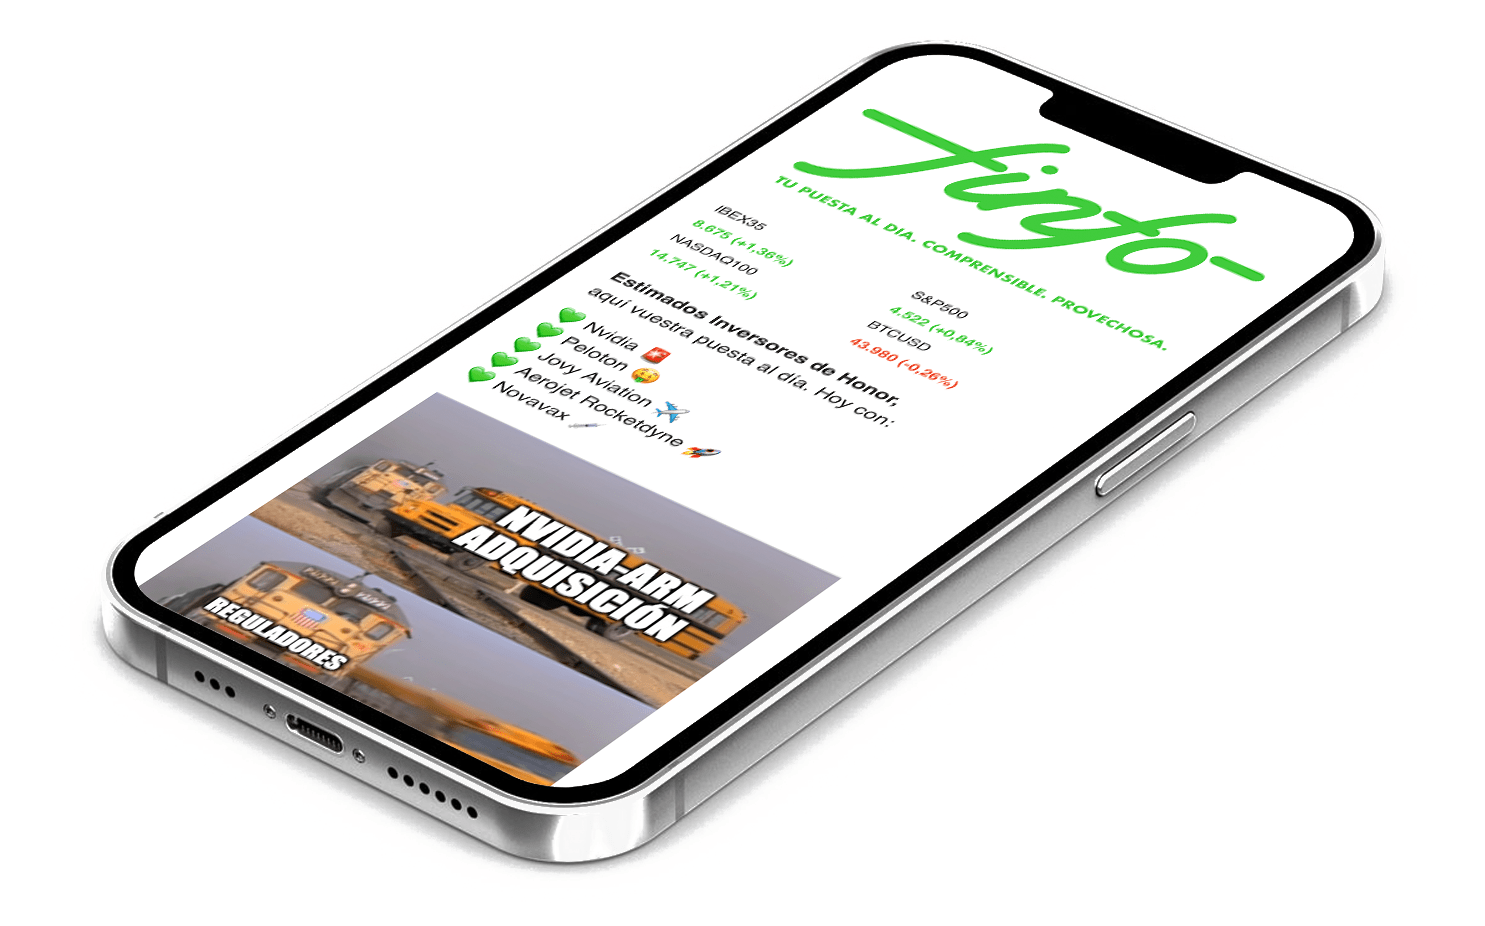 finfo
TU PUESTA AL DIA. COMPRENSIBLE. PROVECHOSA.
IBEX35
8.675 (+1,36%)
S&P500
4,522 (+0,84%)
NASDAQ100
14.747 (+1.21%)
BTCUSD
43.980 (-0,26%)
Estimados Inversores de Honor,
aquí vuestra puesta al día. Hoy con:
Nvidia
Peloton
Jovy Aviation
Aerojet Rocketdyne
Novavax
NVIDIA-ARM
ADQUISICIÓN
REGULADORES